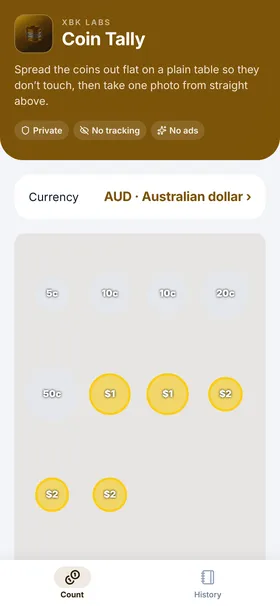 XBK LABS
Coin Tally
Spread the coins out flat on a plain table so they
don't touch, then take one photo from straight
above.
Private
No tracking
No ads
Currency
AUD · Australian dollar ›
5c 10c 10c 20c
50c $1 $1 $2
$2 $2
Count
History